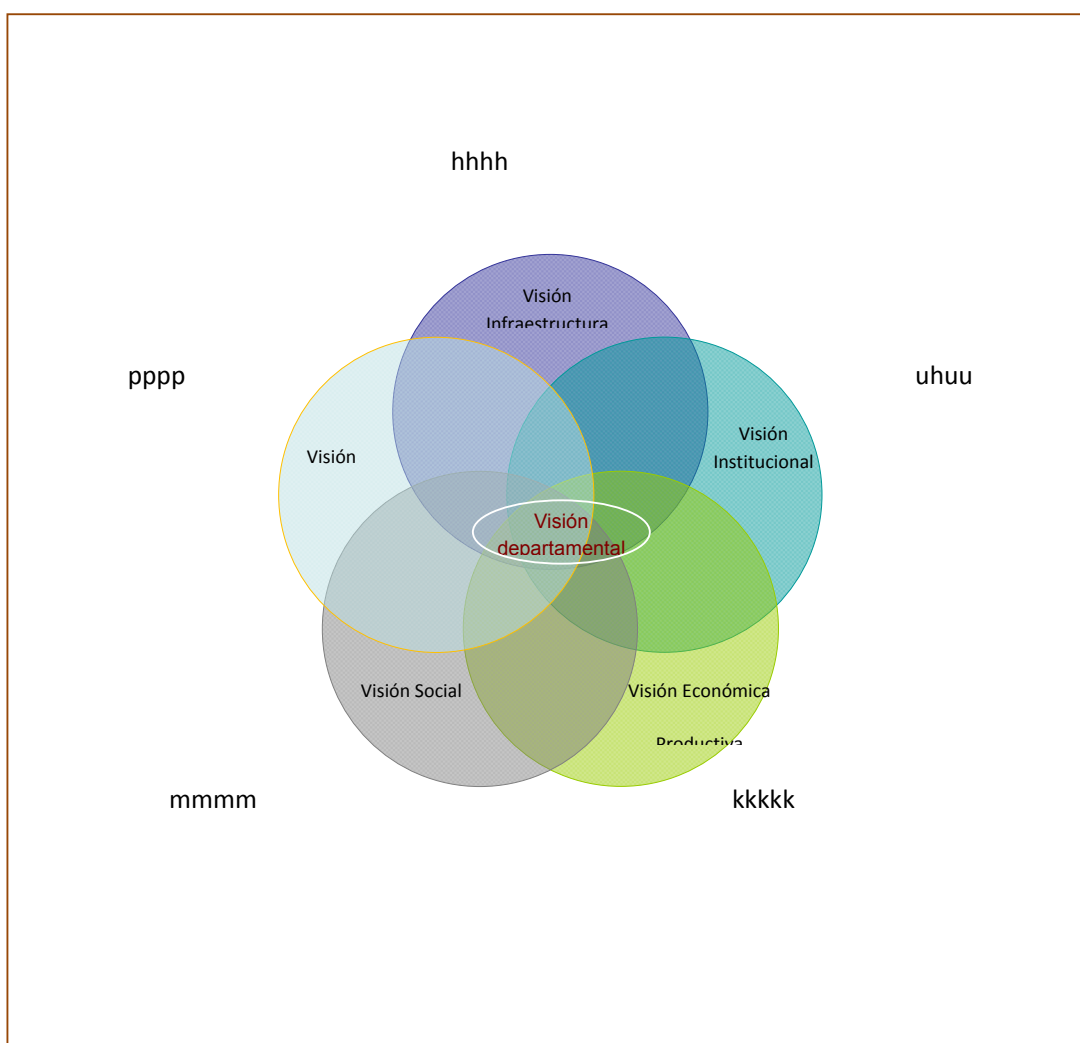 hhhh
Visión
Infraestructura
pppp
uhuu
Visión
Institucional
Visión
Visión
departamental
Visión Social
Visión Económica
Productiva
mmmm
kkkkk